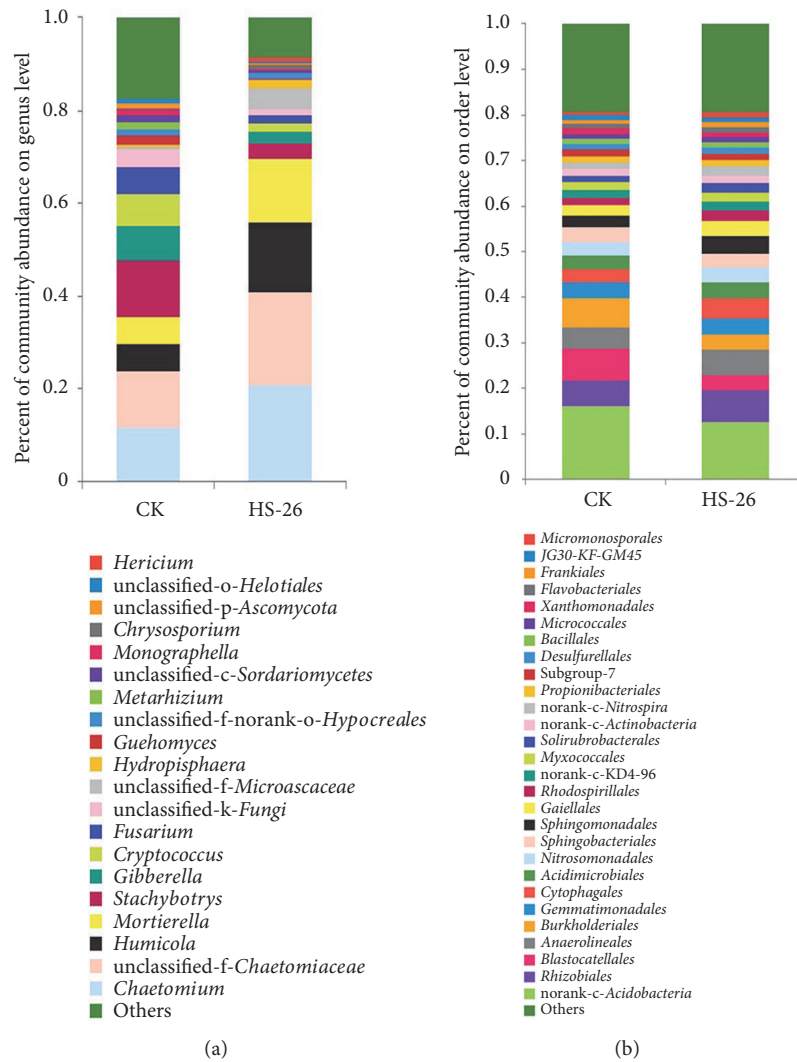 Percent of community abundance on genus level
1.0
0.8
0.6
0.4
0.2
0
CK
HS-26
Hericium
unclassified-o-Helotiales
unclassified-p-Ascomycota
Chrysosporium
Monographella
unclassified-c-Sordariomycetes
Metarhizium
unclassified-f-norank-o-Hypocreales
Guehomyces
Hydropisphaera
unclassified-f-Microascaceae
unclassified-k-Fungi
Fusarium
Cryptococcus
Gibberella
Stachybotrys
Mortierella
Humicola
unclassified-f-Chaetomiaceae
Chaetomium
Others
(a)
Percent of community abundance on order level
1.0
0.9
0.8
0.7
0.6
0.5
0.4
0.3
0.2
0.1
0
CK
HS-26
Micromonosporales
JG30-KF-GM45
Frankiales
Flavobacteriales
Xanthomonadales
Micrococcales
Bacillales
Desulfurellales
Subgroup-7
Propionibacteriales
norank-c-Nitrospira
norank-c-Actinobacteria
Solirubrobacterales
Myxococcales
norank-c-KD4-96
Rhodospirillales
Gaiellales
Sphingomonadales
Sphingobacteriales
Nitrosomonadales
Acidimicrobiales
Cytophagales
Gemmatimonadales
Burkholderiales
Anaerolineales
Blastocatellales
Rhizobiales
norank-c-Acidobacteria
Others
(b)